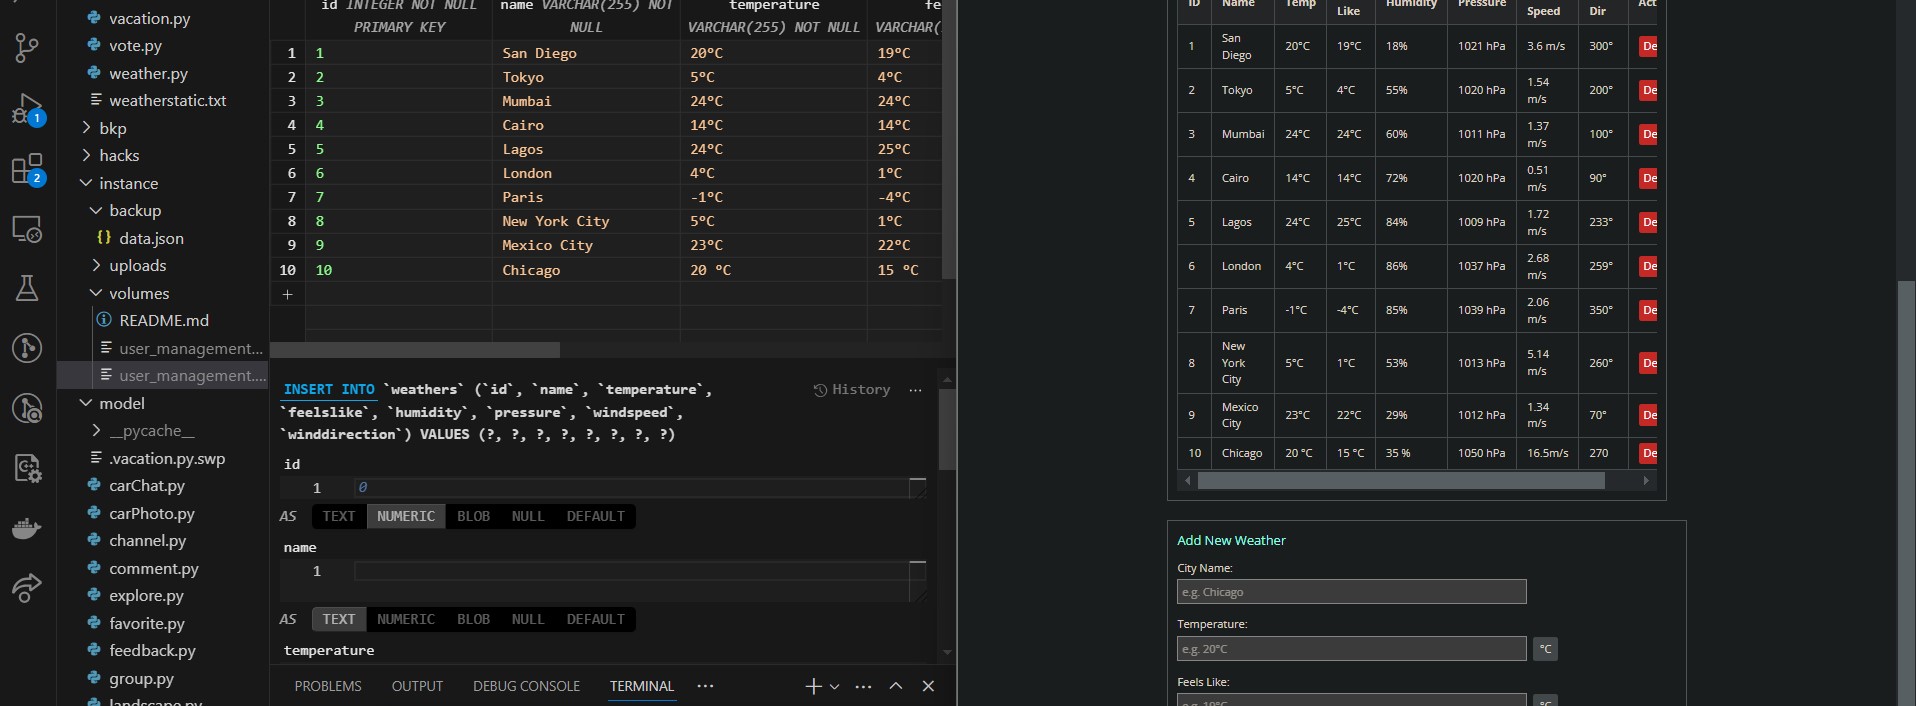 vacation.py
vote.py
weather.py
weatherstatic.txt
bkp
hacks
instance
backup
data.json
uploads
volumes
README.md
user_management...
user_management....
model
__pycache__
.vacation.py.swp
carChat.py
carPhoto.py
channel.py
comment.py
explore.py
favorite.py
feedback.py
group.py
landscape.py
1
2
id INTEGER NOT NULL PRIMARY KEY
name VARCHAR(255) NOT NULL
temperature VARCHAR(255) NOT NULL
fe
VARCHAR(
1 1 San Diego 20°C 19°C
2 2 Tokyo 5°C 4°C
3 3 Mumbai 24°C 24°C
4 4 Cairo 14°C 14°C
5 5 Lagos 24°C 25°C
6 6 London 4°C 1°C
7 7 Paris -1°C -4°C
8 8 New York City 5°C 1°C
9 9 Mexico City 23°C 22°C
10 10 Chicago 20 °C 15 °C
+
INSERT INTO `weathers` (`id`, `name`, `temperature`,
`feelslike`, `humidity`, `pressure`, `windspeed`,
`winddirection`) VALUES (?, ?, ?, ?, ?, ?, ?, ?)
History ...
id
1 0
AS TEXT NUMERIC BLOB NULL DEFAULT
name
1
AS TEXT NUMERIC BLOB NULL DEFAULT
temperature
PROBLEMS OUTPUT DEBUG CONSOLE TERMINAL ...
ID Name Temp Like Humidity Pressure Speed Dir Act
1 San Diego 20°C 19°C 18% 1021 hPa 3.6 m/s 300° De
2 Tokyo 5°C 4°C 55% 1020 hPa 1.54 m/s 200° De
3 Mumbai 24°C 24°C 60% 1011 hPa 1.37 m/s 100° De
4 Cairo 14°C 14°C 72% 1020 hPa 0.51 m/s 90° De
5 Lagos 24°C 25°C 84% 1009 hPa 1.72 m/s 233° De
6 London 4°C 1°C 86% 1037 hPa 2.68 m/s 259° De
7 Paris -1°C -4°C 85% 1039 hPa 2.06 m/s 350° De
8 New York City 5°C 1°C 53% 1013 hPa 5.14 m/s 260° De
9 Mexico City 23°C 22°C 29% 1012 hPa 1.34 m/s 70° De
10 Chicago 20 °C 15 °C 35 % 1050 hPa 16.5m/s 270 De
Add New Weather
City Name:
e.g. Chicago
Temperature:
e.g. 20°C °C
Feels Like:
e.g. 19°C °C